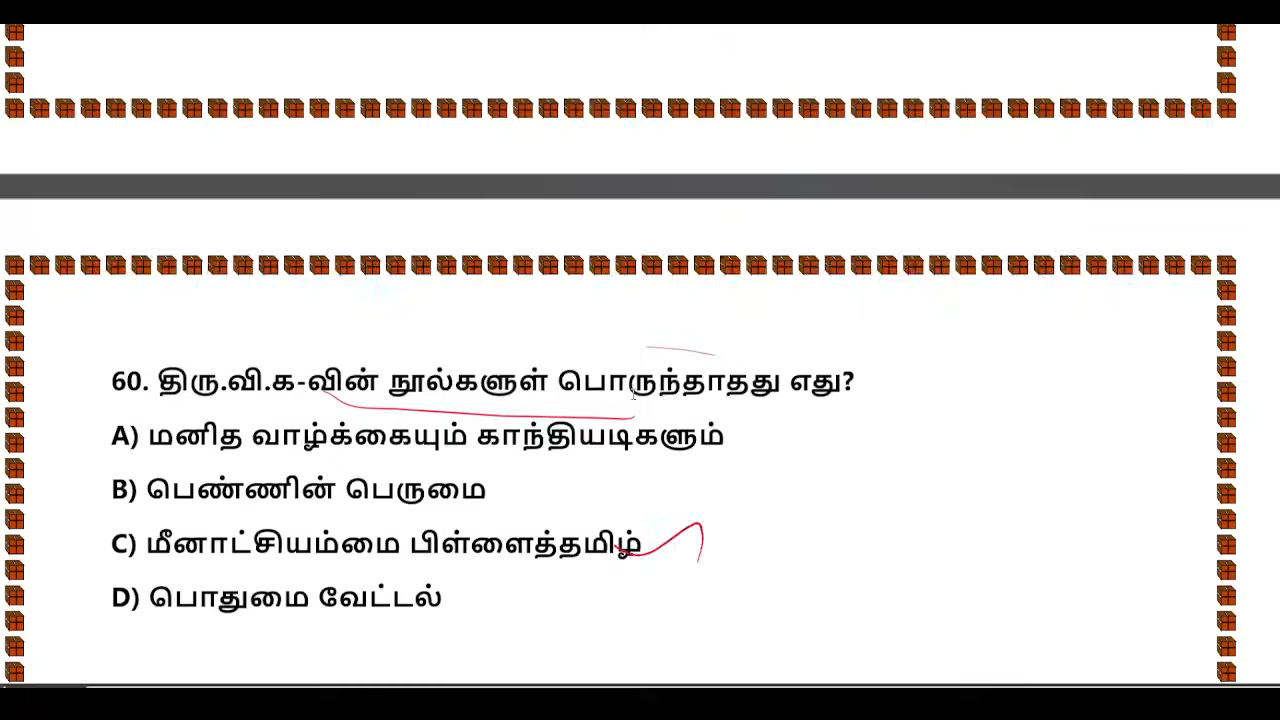 60. திரு.வி.க-வின் நூல்களுள் பொருந்தாதது எது?
A) மனித வாழ்க்கையும் காந்தியடிகளும்
B) பெண்ணின் பெருமை
C) மீனாட்சியம்மை பிள்ளைத்தமிழ்
D) பொதுமை வேட்டல்